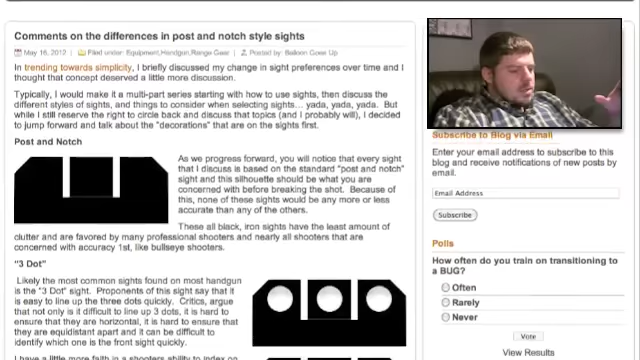 Comments on the differences in post and notch style sights
May 16, 2012 | Filed under: Equipment,Handgun,Range Gear | Posted by: Balloon Goes Up
In trending towards simplicity, I briefly discussed my change in sight preferences over time and I
thought that concept deserved a little more discussion.
Typically, I would make it a multi-part series starting with how to use sights, then discuss the
different styles of sights, and things to consider when selecting sights... yada, yada, yada. But
while I still reserve the right to circle back and discuss that topics (and I probably will), I decided
to jump forward and talk about the "decorations" that are on the sights first.
Post and Notch
As we progress forward, you will notice that every sight
that I discuss is based on the standard "post and notch"
sight and this silhouette should be what you are
concerned with before breaking the shot. Because of
this, none of these sights would be any more or less
accurate than any of the others.
These all black, iron sights have the least amount of
clutter and are favored by many professional shooters and nearly all shooters that are
concerned with accuracy 1st, like bullseye shooters.
"3 Dot"
Likely the most common sights found on most handgun
is the "3 Dot" sight. Proponents of this sight say that it
is easy to line up the three dots quickly. Critics, argue
that not only is it difficult to line up 3 dots, it is hard to
ensure that they are horizontal, it is hard to ensure that
they are equidistant apart and it can be difficult to
identify which one is the front sight quickly.
I have a little more faith in a shooters ability to index on
Subscribe to Blog via Email
Enter your email address to subscribe to this
blog and receive notifications of new posts by
email.
Email Address
Subscribe
Polls
How often do you train on transitioning to
a BUG?
Often
Rarely
Never
Vote
View Results